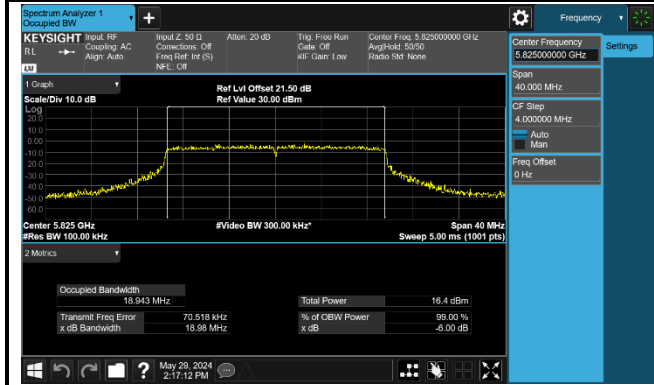 Spectrum Analyzer 1
Occupied BW
+
Frequency
KEYSIGHT
Input: RF
Input Z: 50 Ω
Atten: 20 dB
Trig: Free Run
Center Freq: 5.825000000 GHz
RL
Coupling: AC
Corrections: Off
Gate: Off
Avg|Hold: 50/50
Align: Auto
Freq Ref: Int (S)
#IF Gain: Low
Radio Std: None
LXI
NFE: Off
1 Graph
Ref Lvl Offset 21.50 dB
Scale/Div 10.0 dB
Ref Value 30.00 dBm
Log
20.0
10.0
0.00
-10.0
-20.0
-30.0
-40.0
-50.0
-60.0
Center 5.825 GHz
#Video BW 300.00 kHz*
Span 40 MHz
#Res BW 100.00 kHz
Sweep 5.00 ms (1001 pts)
2 Metrics
Occupied Bandwidth
18.943 MHz
Total Power
16.4 dBm
Transmit Freq Error
70.518 kHz
% of OBW Power
99.00 %
x dB Bandwidth
18.98 MHz
x dB
-6.00 dB
Center Frequency
5.825000000 GHz
Settings
Span
40.000 MHz
CF Step
4.000000 MHz
Auto
Man
Freq Offset
0 Hz
?
May 29, 2024
2:17:12 PM